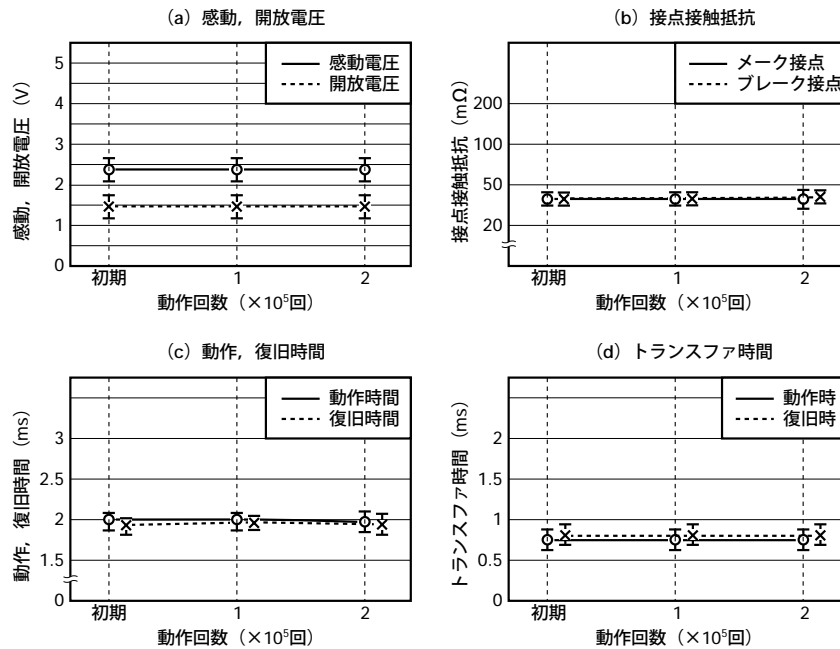 (a) 感動，開放電圧
感動，開放電圧（V）
5
4
3
2
1
0
感動電圧
開放電圧
初期
1
2
動作回数（×10⁵回）
(b) 接点接触抵抗
接点接触抵抗（mΩ）
200
100
50
20
0
メーク接点
ブレーク接点
初期
1
2
動作回数（×10⁵回）
(c) 動作，復旧時間
動作，復旧時間（ms）
3
2.5
2
1.5
0
動作時間
復旧時間
初期
1
2
動作回数（×10⁵回）
(d) トランスファ時間
トランスファ時間（ms）
2
1.5
1
0.5
0
動作時
復旧時
初期
1
2
動作回数（×10⁵回）